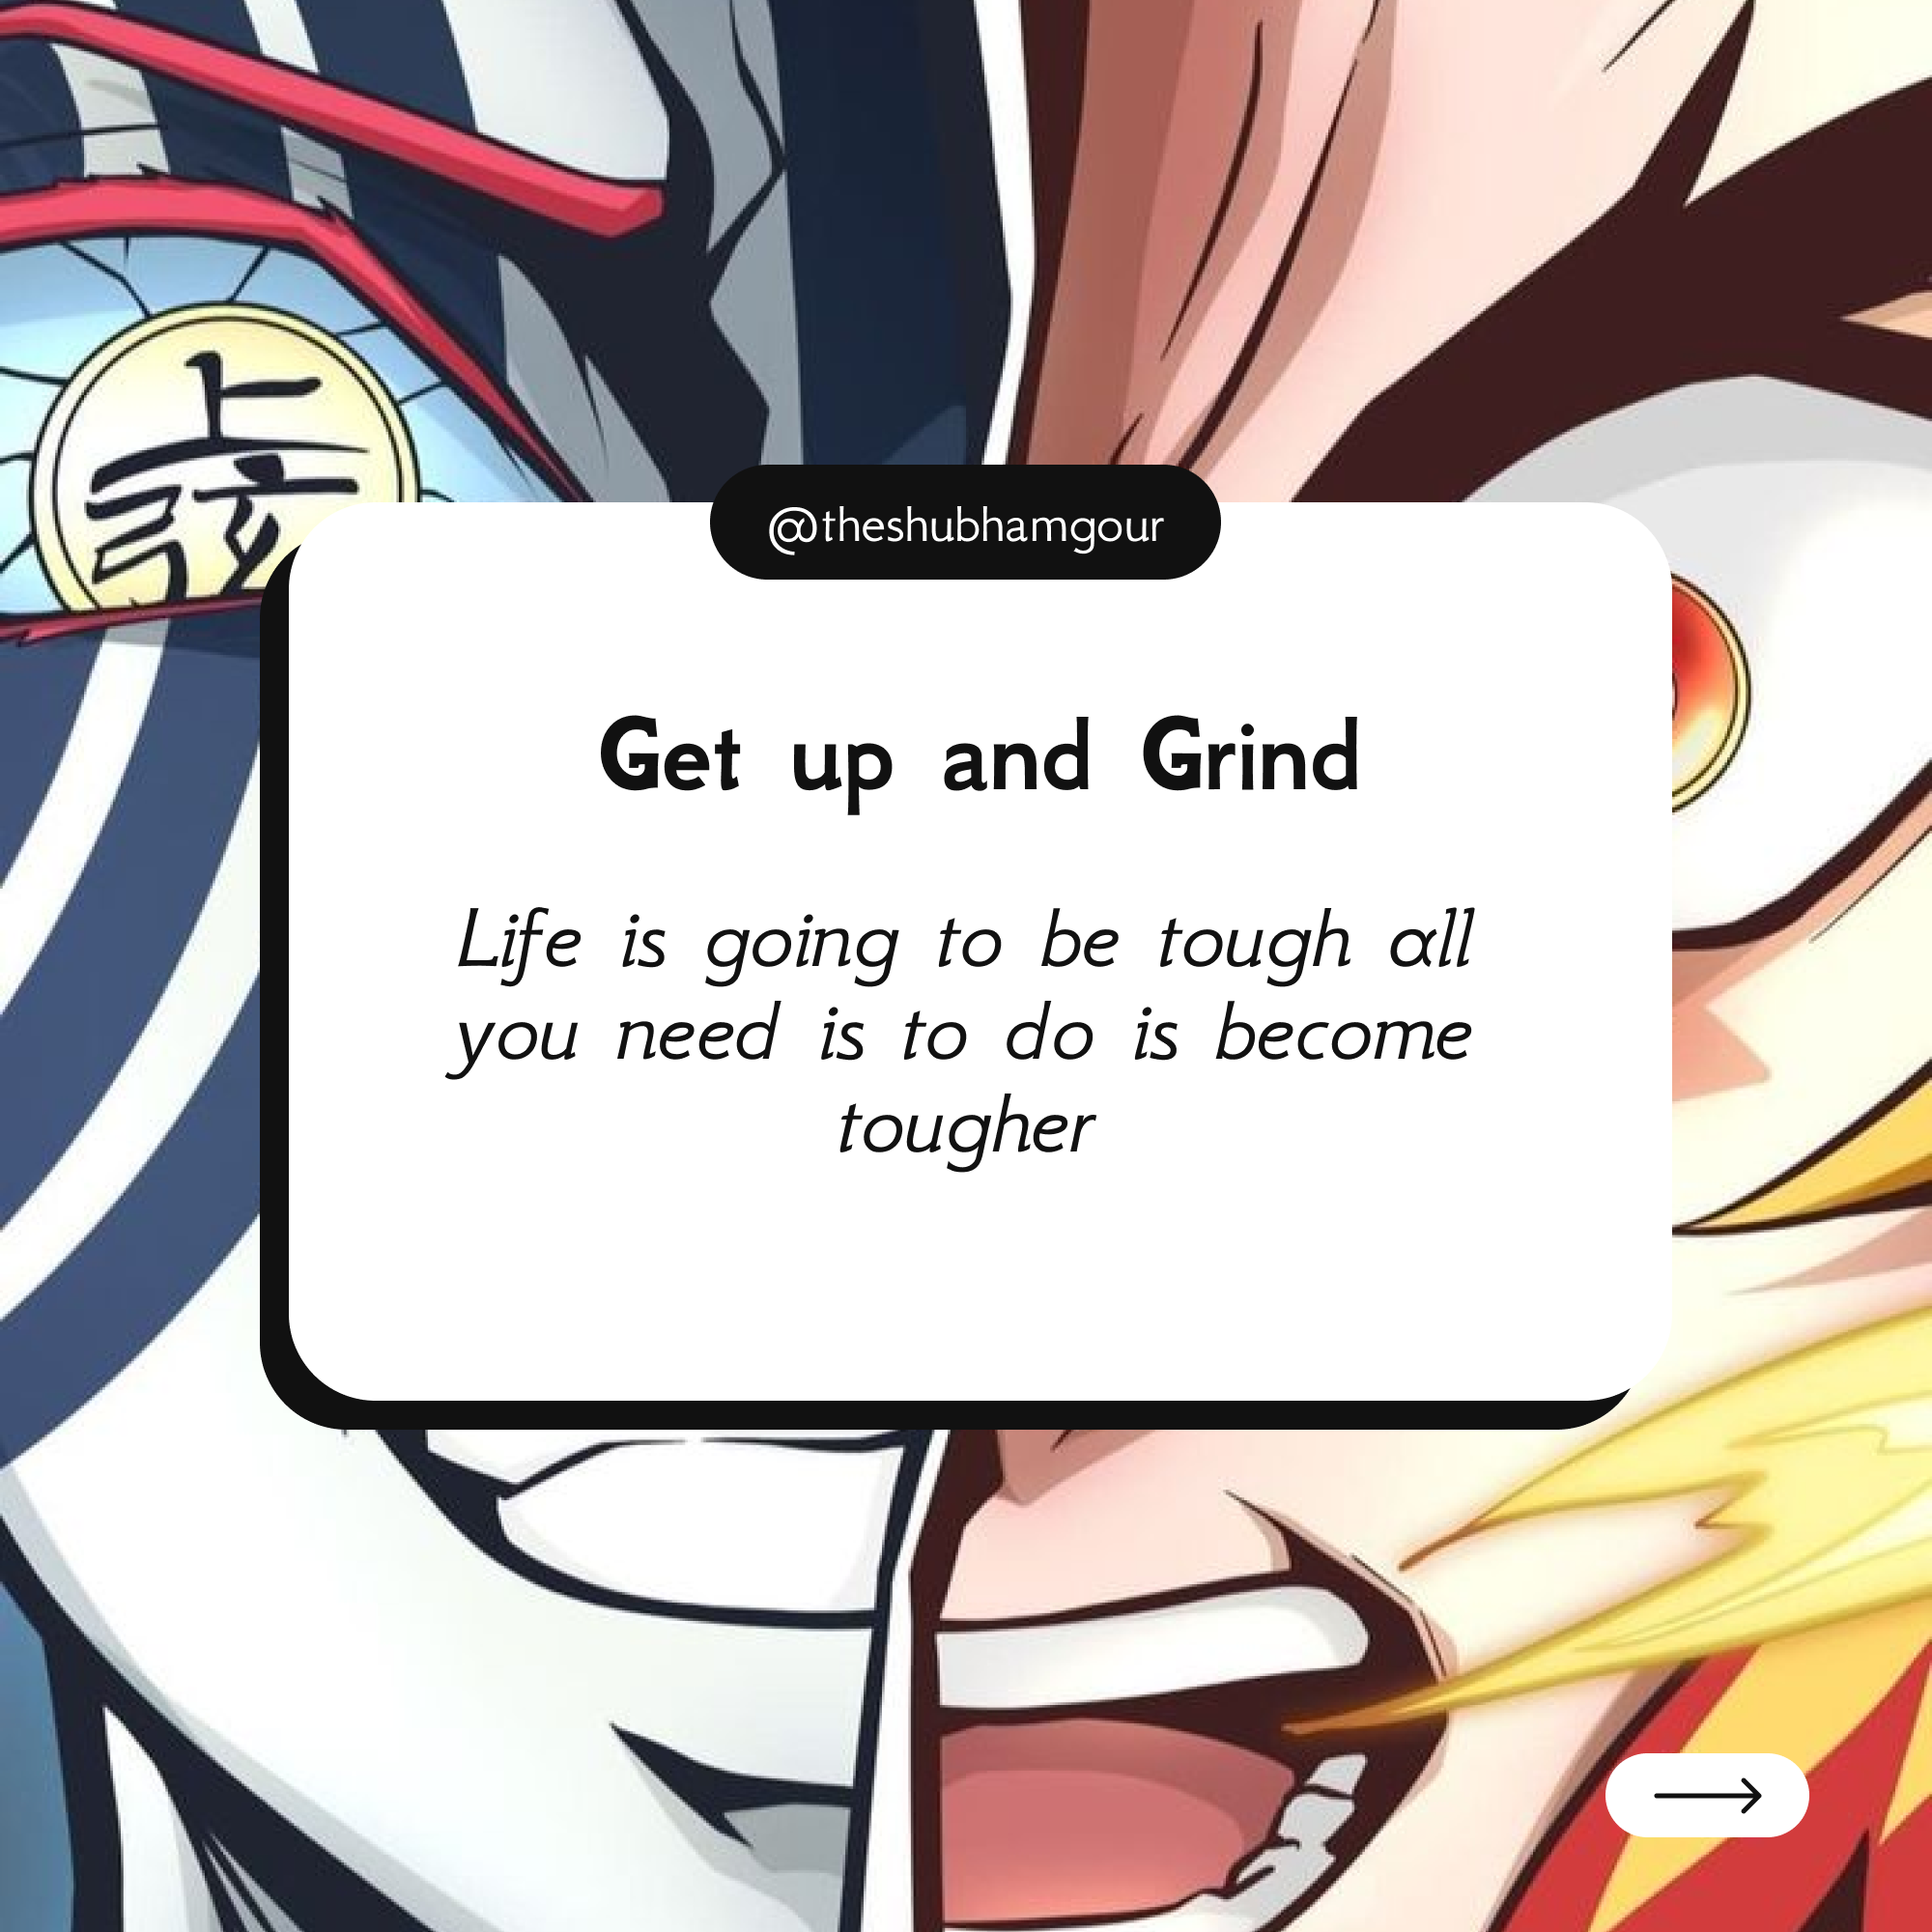 上
弦
@theshubhamgour
Get up and Grind
Life is going to be tough all
you need is to do is become
tougher